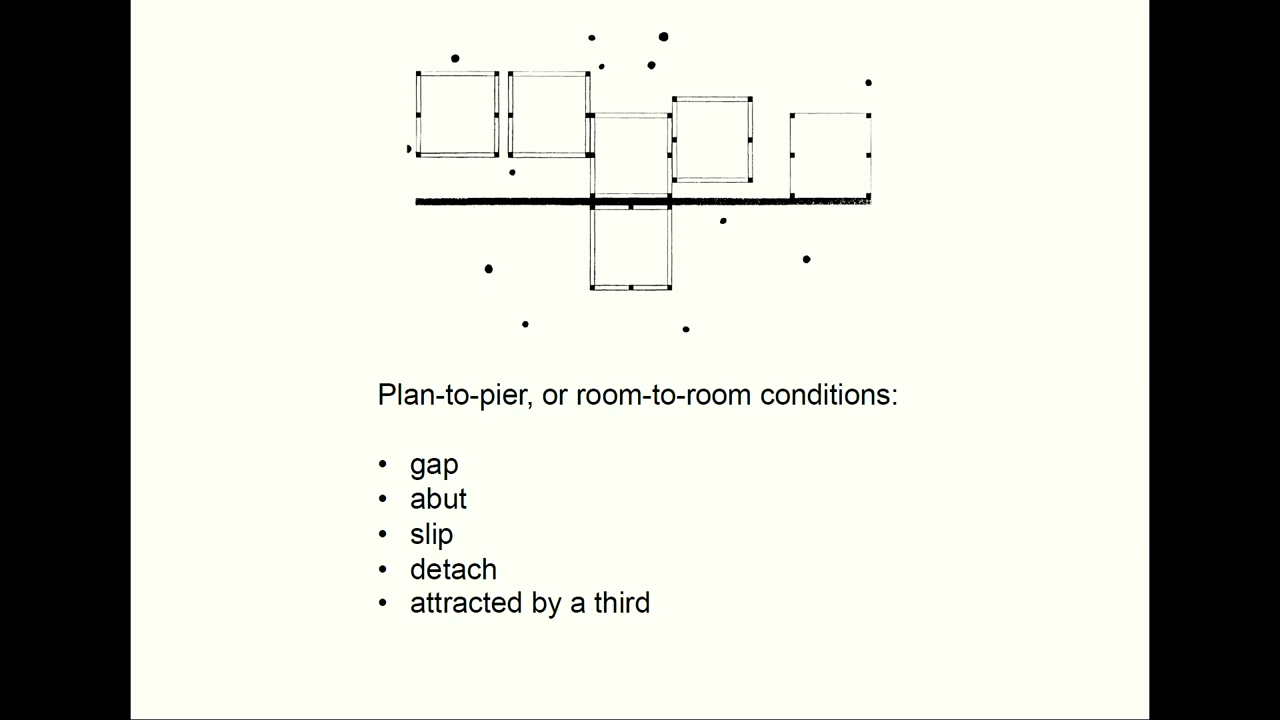 Plan-to-pier, or room-to-room conditions:
• gap
• abut
• slip
• detach
• attracted by a third